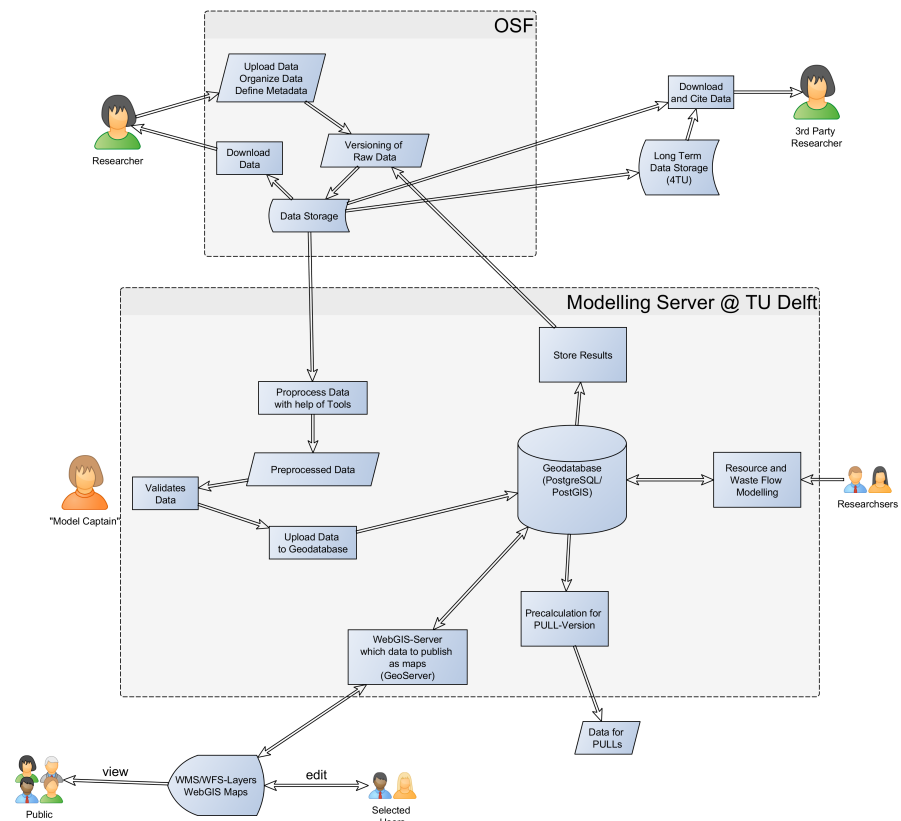 OSF
Upload Data
Organize Data
Define Metadata
Researcher
Download
Data
Versioning of
Raw Data
Data Storage
Download
and Cite Data
3rd Party
Researcher
Long Term
Data Storage
(4TU)
Modelling Server @ TU Delft
Store Results
Proprocess Data
with help of Tools
Preprocessed Data
"Model Captain"
Validates
Data
Upload Data
to Geodatabase
Geodatabase
(PostgreSQL/
PostGIS)
Resource and
Waste Flow
Modelling
Researchsers
Precalculation for
PULL-Version
WebGIS-Server
which data to publish
as maps
(GeoServer)
Data for
PULLs
Public
view
WMS/WFS-Layers
WebGIS Maps
edit
Selected
Users